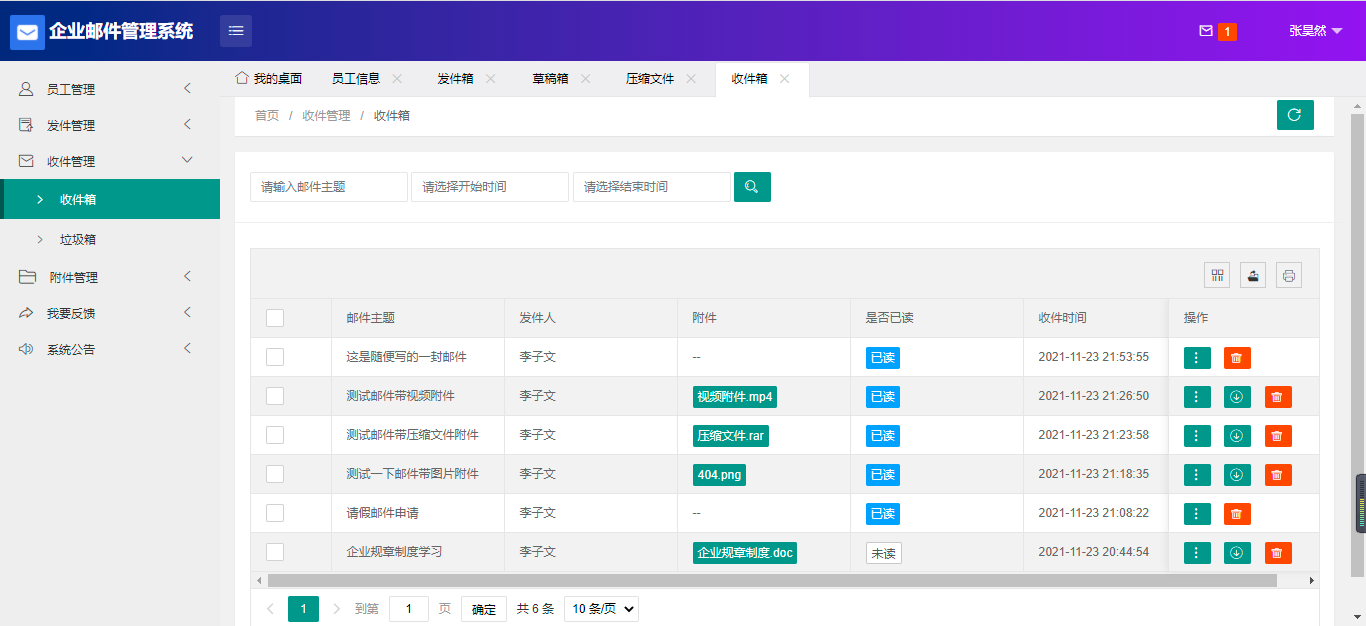 企业邮件管理系统
1
张昊然
员工管理
发件管理
收件管理
收件箱
垃圾箱
附件管理
我要反馈
系统公告
我的桌面 员工信息 发件箱 草稿箱 压缩文件 收件箱
首页 / 收件管理 / 收件箱
请输入邮件主题 请选择开始时间 请选择结束时间
邮件主题 发件人 附件 是否已读 收件时间 操作
这是随便写的一封邮件 李子文 -- 已读 2021-11-23 21:53:55
测试邮件带视频附件 李子文 视频附件.mp4 已读 2021-11-23 21:26:50
测试邮件带压缩文件附件 李子文 压缩文件.rar 已读 2021-11-23 21:23:58
测试一下邮件带图片附件 李子文 404.png 已读 2021-11-23 21:18:35
请假邮件申请 李子文 -- 已读 2021-11-23 21:08:22
企业规章制度学习 李子文 企业规章制度.doc 未读 2021-11-23 20:44:54
1 到第 1 页 确定 共 6 条 10 条/页